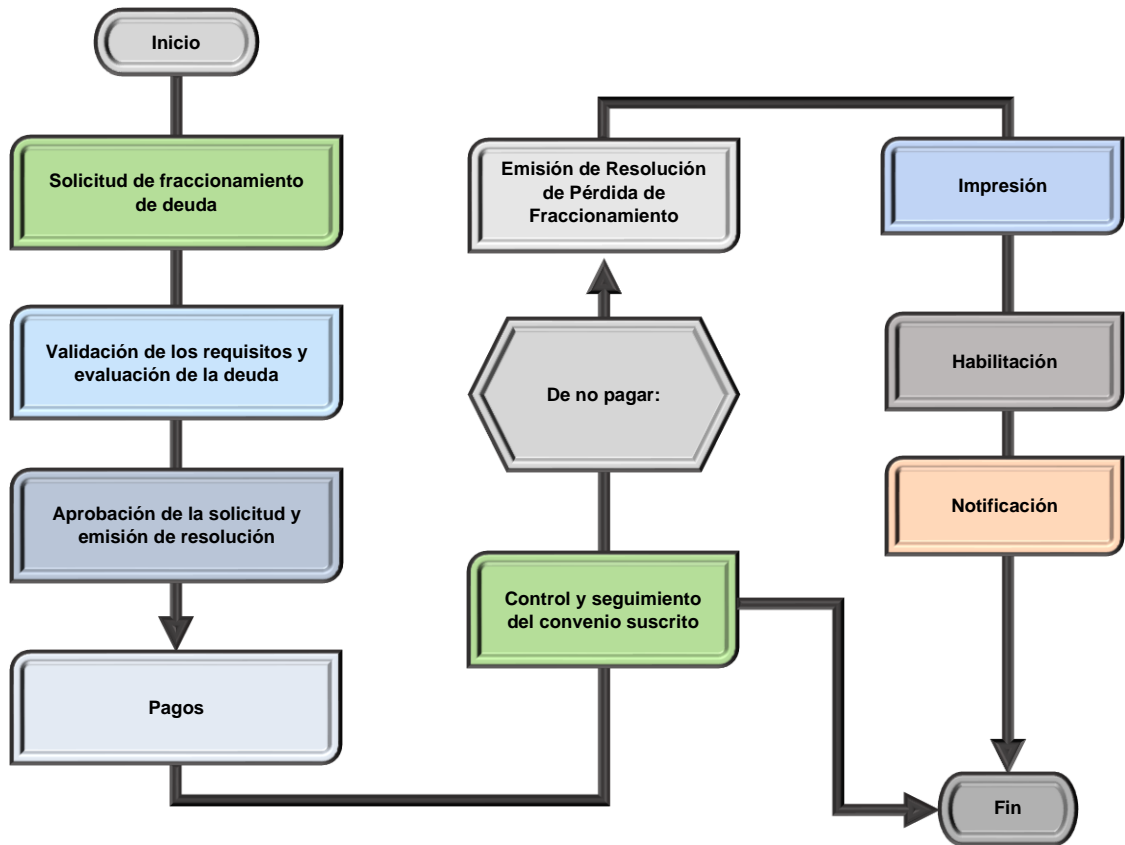 Inicio
Solicitud de fraccionamiento
de deuda
Validación de los requisitos y
evaluación de la deuda
Aprobación de la solicitud y
emisión de resolución
Pagos
Control y seguimiento
del convenio suscrito
De no pagar:
Emisión de Resolución
de Pérdida de
Fraccionamiento
Impresión
Habilitación
Notificación
Fin